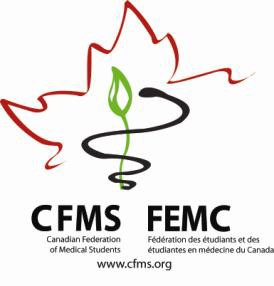 CFMS FEMC
Canadian Federation
of Medical Students
Fédération des étudiants et des
étudiantes en médecine du Canada
www.cfms.org